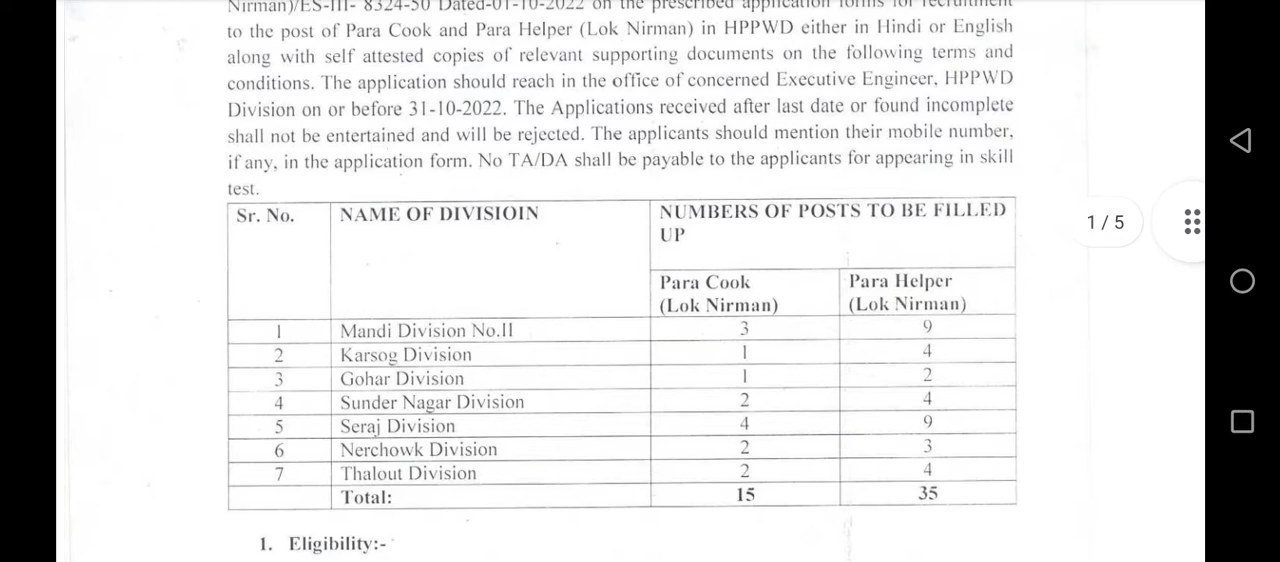 Nirman)/ES-III- 8324-50 Dated-01-10-2022 on the prescribed application forms for recruitment
to the post of Para Cook and Para Helper (Lok Nirman) in HPPWD either in Hindi or English
along with self attested copies of relevant supporting documents on the following terms and
conditions. The application should reach in the office of concerned Executive Engineer, HPPWD
Division on or before 31-10-2022. The Applications received after last date or found incomplete
shall not be entertained and will be rejected. The applicants should mention their mobile number,
if any, in the application form. No TA/DA shall be payable to the applicants for appearing in skill
test.
Sr. No. NAME OF DIVISIOIN NUMBERS OF POSTS TO BE FILLED
UP
Para Cook Para Helper
(Lok Nirman) (Lok Nirman)
1 Mandi Division No.II 3 9
2 Karsog Division 1 4
3 Gohar Division 1 2
4 Sunder Nagar Division 2 4
5 Seraj Division 4 9
6 Nerchowk Division 2 3
7 Thalout Division 2 4
Total: 15 35
1. Eligibility:-
1 / 5